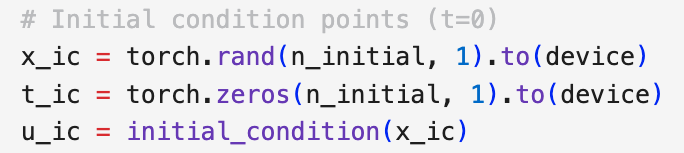 # Initial condition points (t=0)
x_ic = torch.rand(n_initial, 1).to(device)
t_ic = torch.zeros(n_initial, 1).to(device)
u_ic = initial_condition(x_ic)